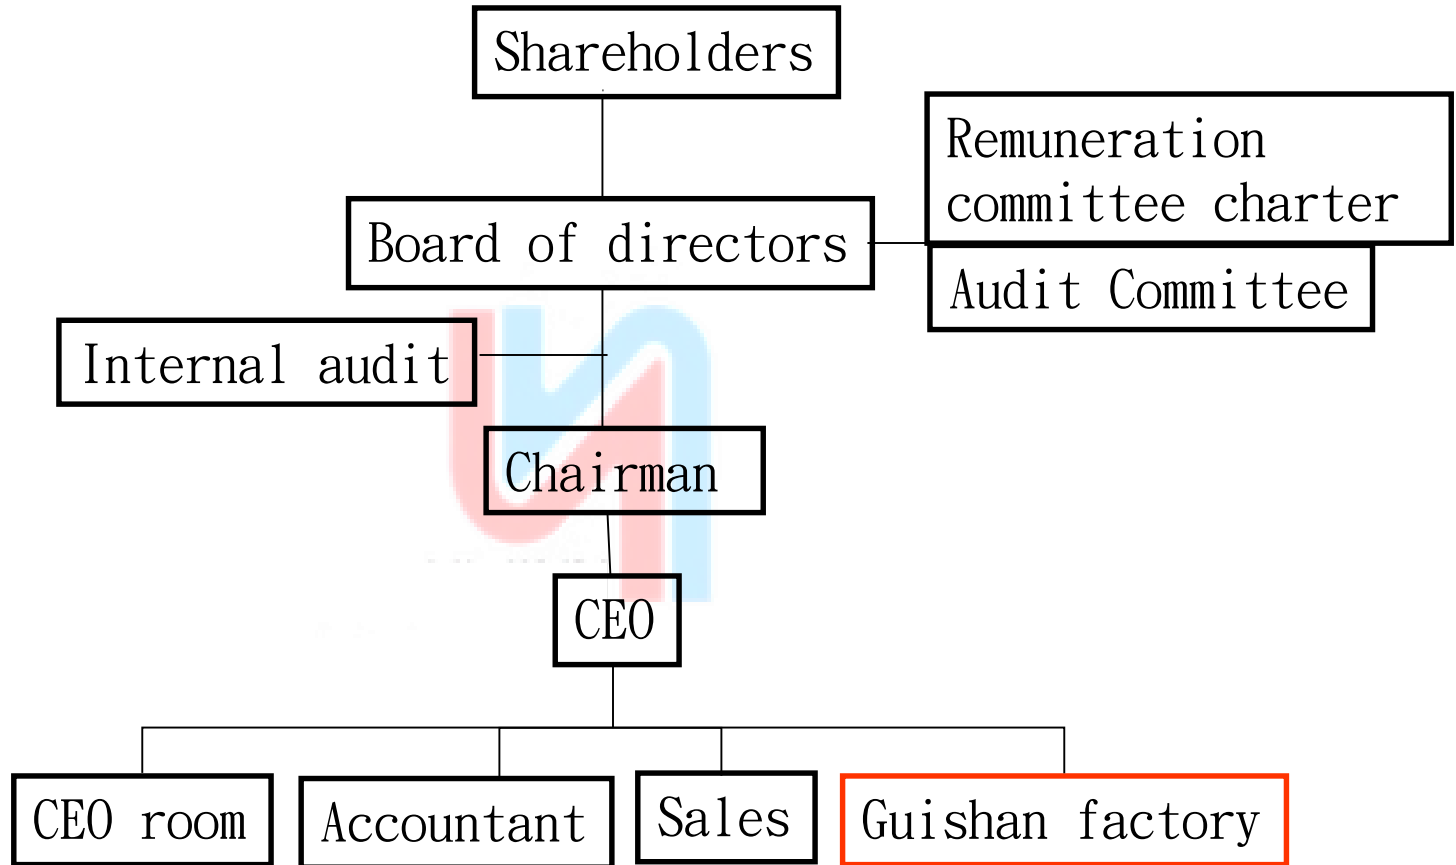 Shareholders
Remuneration
committee charter
Board of directors
Audit Committee
Internal audit
Chairman
CEO
CEO room
Accountant
Sales
Guishan factory